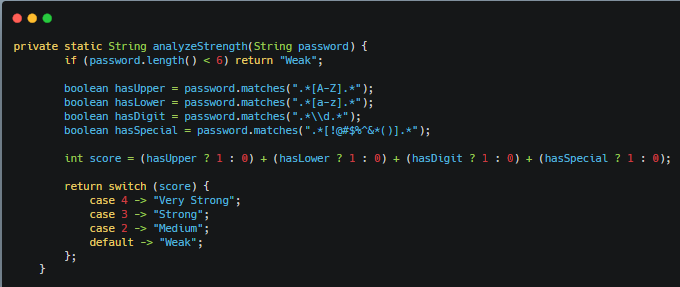 private static String analyzeStrength(String password) {
if (password.length() < 6) return "Weak";
boolean hasUpper = password.matches(".*[A-Z].*");
boolean hasLower = password.matches(".*[a-z].*");
boolean hasDigit = password.matches(".*\\d.*");
boolean hasSpecial = password.matches(".*[!@#$%^&*()].*");
int score = (hasUpper ? 1 : 0) + (hasLower ? 1 : 0) + (hasDigit ? 1 : 0) + (hasSpecial ? 1 : 0);
return switch (score) {
case 4 -> "Very Strong";
case 3 -> "Strong";
case 2 -> "Medium";
default -> "Weak";
};
}